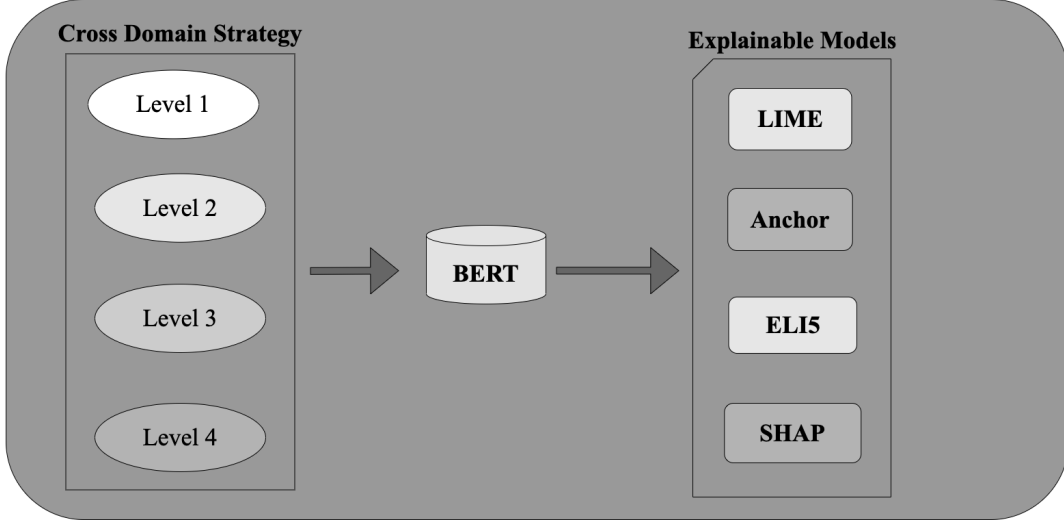 Cross Domain Strategy
Level 1
Level 2
Level 3
Level 4
BERT
Explainable Models
LIME
Anchor
ELI5
SHAP